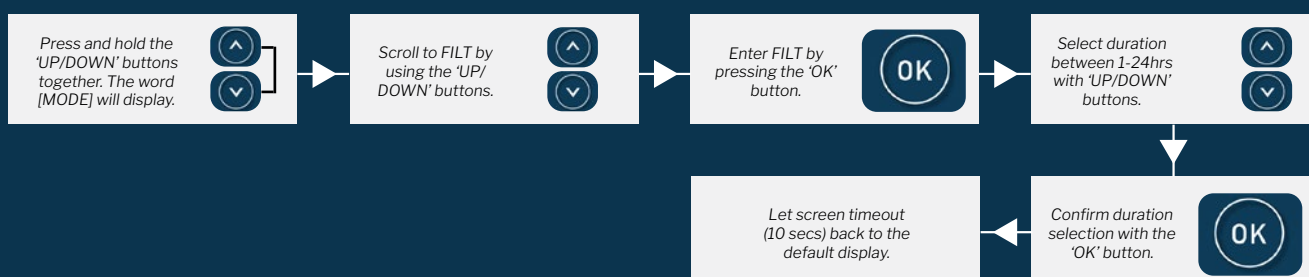 Press and hold the
‘UP/DOWN’ buttons
together. The word
[MODE] will display.
Scroll to FILT by
using the ‘UP/
DOWN’ buttons.
Enter FILT by
pressing the ‘OK’
button.
OK
Select duration
between 1-24hrs
with ‘UP/DOWN’
buttons.
Confirm duration
selection with the
‘OK’ button.
OK
Let screen timeout
(10 secs) back to the
default display.